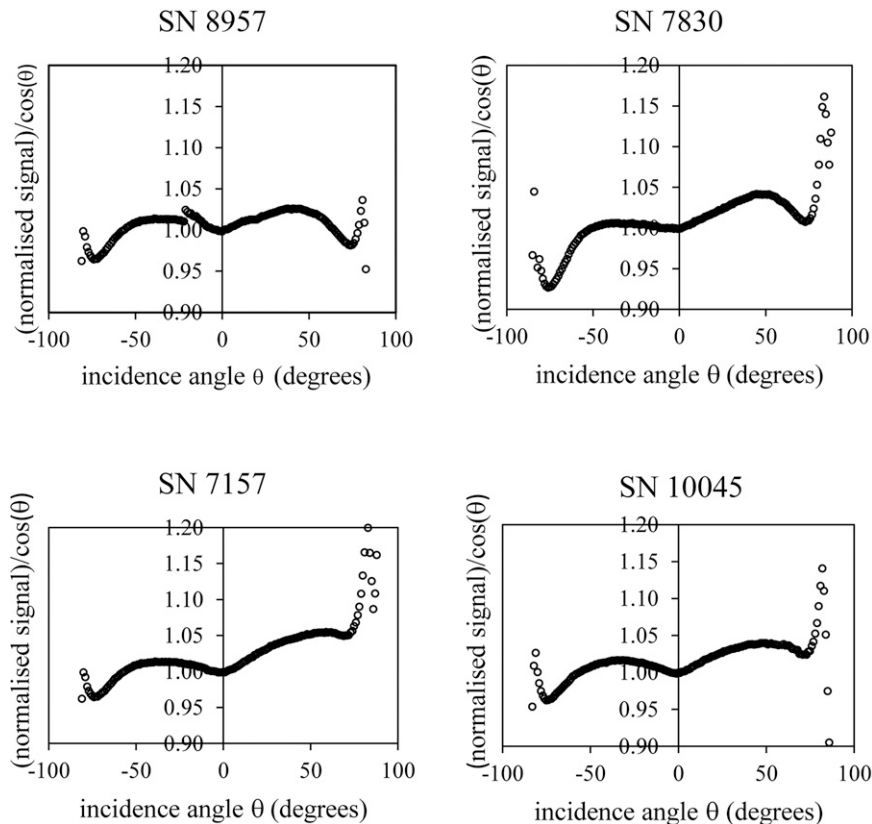 SN 8957
(normalised signal)/cos(θ)
1.20
1.15
1.10
1.05
1.00
0.95
0.90
-100 -50 0 50 100
incidence angle θ (degrees)
SN 7830
(normalised signal)/cos(θ)
1.20
1.15
1.10
1.05
1.00
0.95
0.90
-100 -50 0 50 100
incidence angle θ (degrees)
SN 7157
(normalised signal)/cos(θ)
1.20
1.15
1.10
1.05
1.00
0.95
0.90
-100 -50 0 50 100
incidence angle θ (degrees)
SN 10045
(normalised signal)/cos(θ)
1.20
1.15
1.10
1.05
1.00
0.95
0.90
-100 -50 0 50 100
incidence angle θ (degrees)